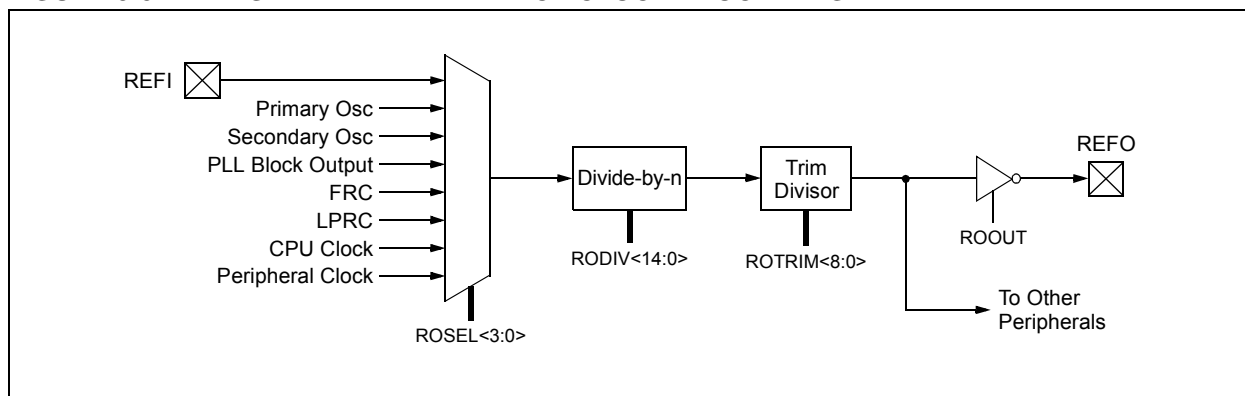 REFI
Primary Osc
Secondary Osc
PLL Block Output
FRC
LPRC
CPU Clock
Peripheral Clock
ROSEL<3:0>
Divide-by-n
RODIV<14:0>
Trim
Divisor
ROTRIM<8:0>
REFO
ROOUT
To Other
Peripherals